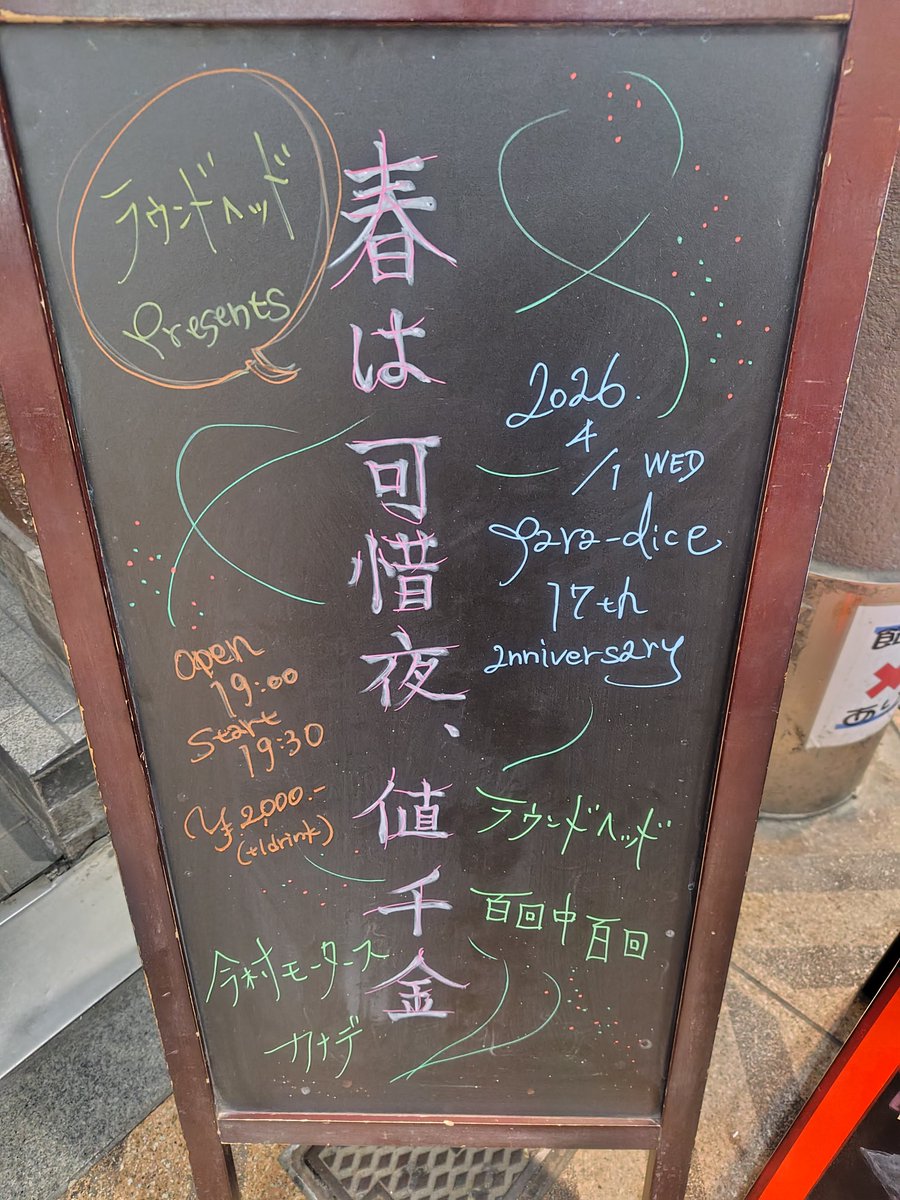 ラウンドヘッド
Presents
春は可惜夜、値千金
2026.
4/1 WED
para-dice
17th
anniversary
open
19:00
start
19:30
¥2,000.-
(+1drink)
ラウンドヘッド
百回中百回
今村モータース
カナデ